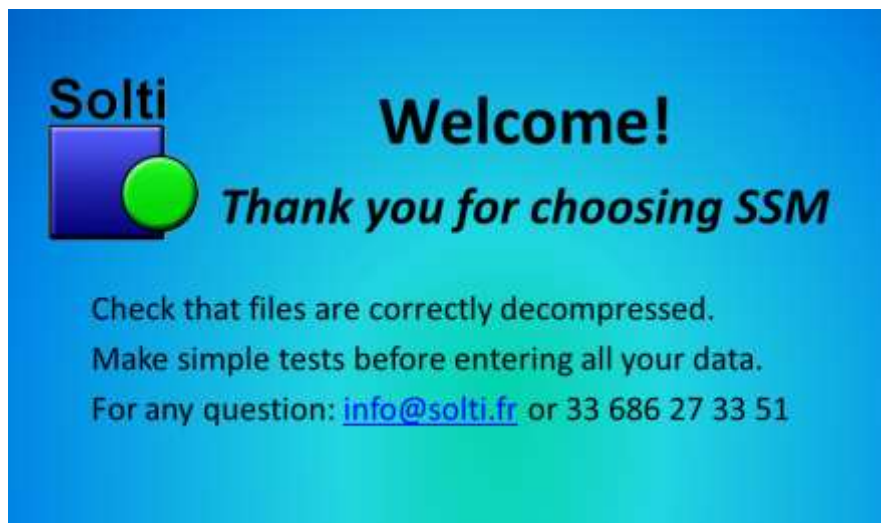 Solti
Welcome!
Thank you for choosing SSM
Check that files are correctly decompressed.
Make simple tests before entering all your data.
For any question: info@solti.fr or 33 686 27 33 51